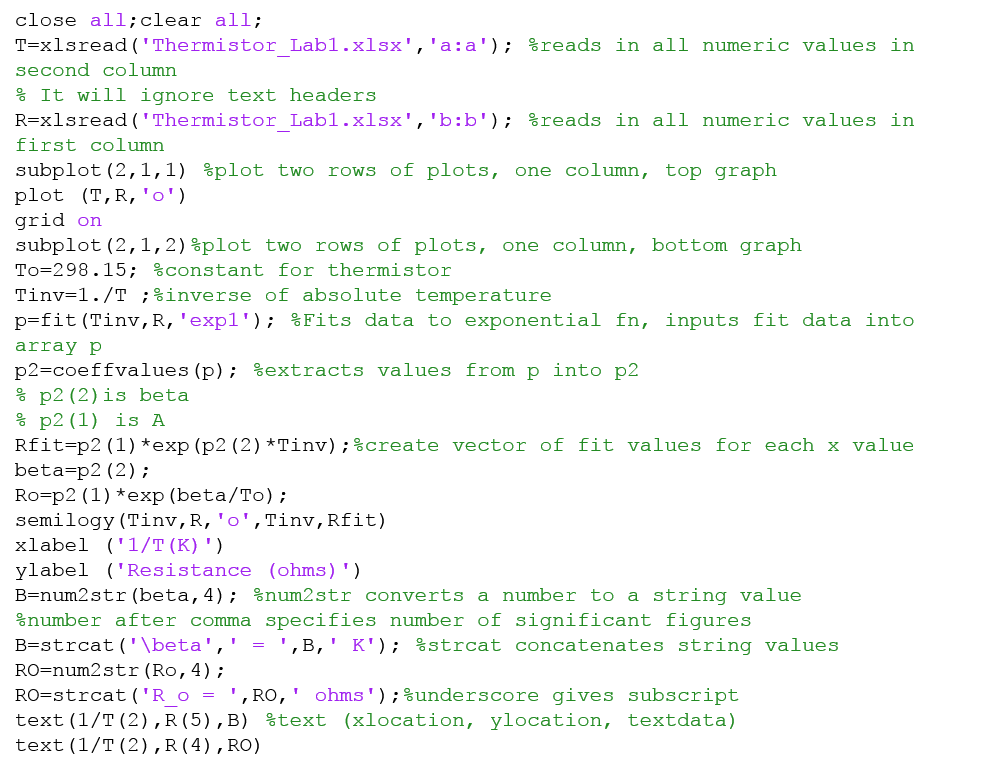 close all;clear all;
T=xlsread('Thermistor_Lab1.xlsx','a:a'); %reads in all numeric values in
second column
% It will ignore text headers
R=xlsread('Thermistor_Lab1.xlsx','b:b'); %reads in all numeric values in
first column
subplot(2,1,1) %plot two rows of plots, one column, top graph
plot (T,R,'o')
grid on
subplot(2,1,2)%plot two rows of plots, one column, bottom graph
To=298.15; %constant for thermistor
Tinv=1./T ;%inverse of absolute temperature
p=fit(Tinv,R,'exp1'); %Fits data to exponential fn, inputs fit data into
array p
p2=coeffvalues(p); %extracts values from p into p2
% p2(2)is beta
% p2(1) is A
Rfit=p2(1)*exp(p2(2)*Tinv);%create vector of fit values for each x value
beta=p2(2);
Ro=p2(1)*exp(beta/To);
semilogy(Tinv,R,'o',Tinv,Rfit)
xlabel ('1/T(K)')
ylabel ('Resistance (ohms)')
B=num2str(beta,4); %num2str converts a number to a string value
%number after comma specifies number of significant figures
B=strcat('\beta',' = ',B,' K'); %strcat concatenates string values
RO=num2str(Ro,4);
RO=strcat('R_o = ',RO,' ohms');%underscore gives subscript
text(1/T(2),R(5),B) %text (xlocation, ylocation, textdata)
text(1/T(2),R(4),RO)